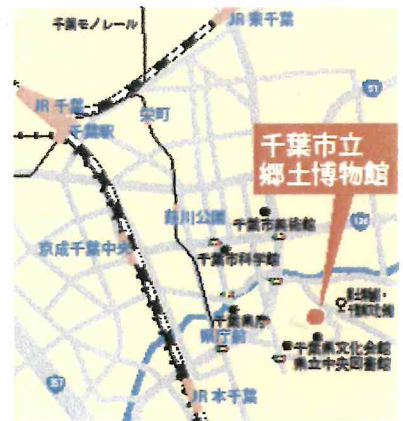 千葉モノレール
JR東千葉
51
JR千葉
千葉駅
栄町
千葉市立
郷土博物館
葭川公園
千葉市美術館
126
京成千葉中央
千葉市科学館
千葉県庁
県庁前
千葉県文化会館
県立中央図書館
357
JR本千葉